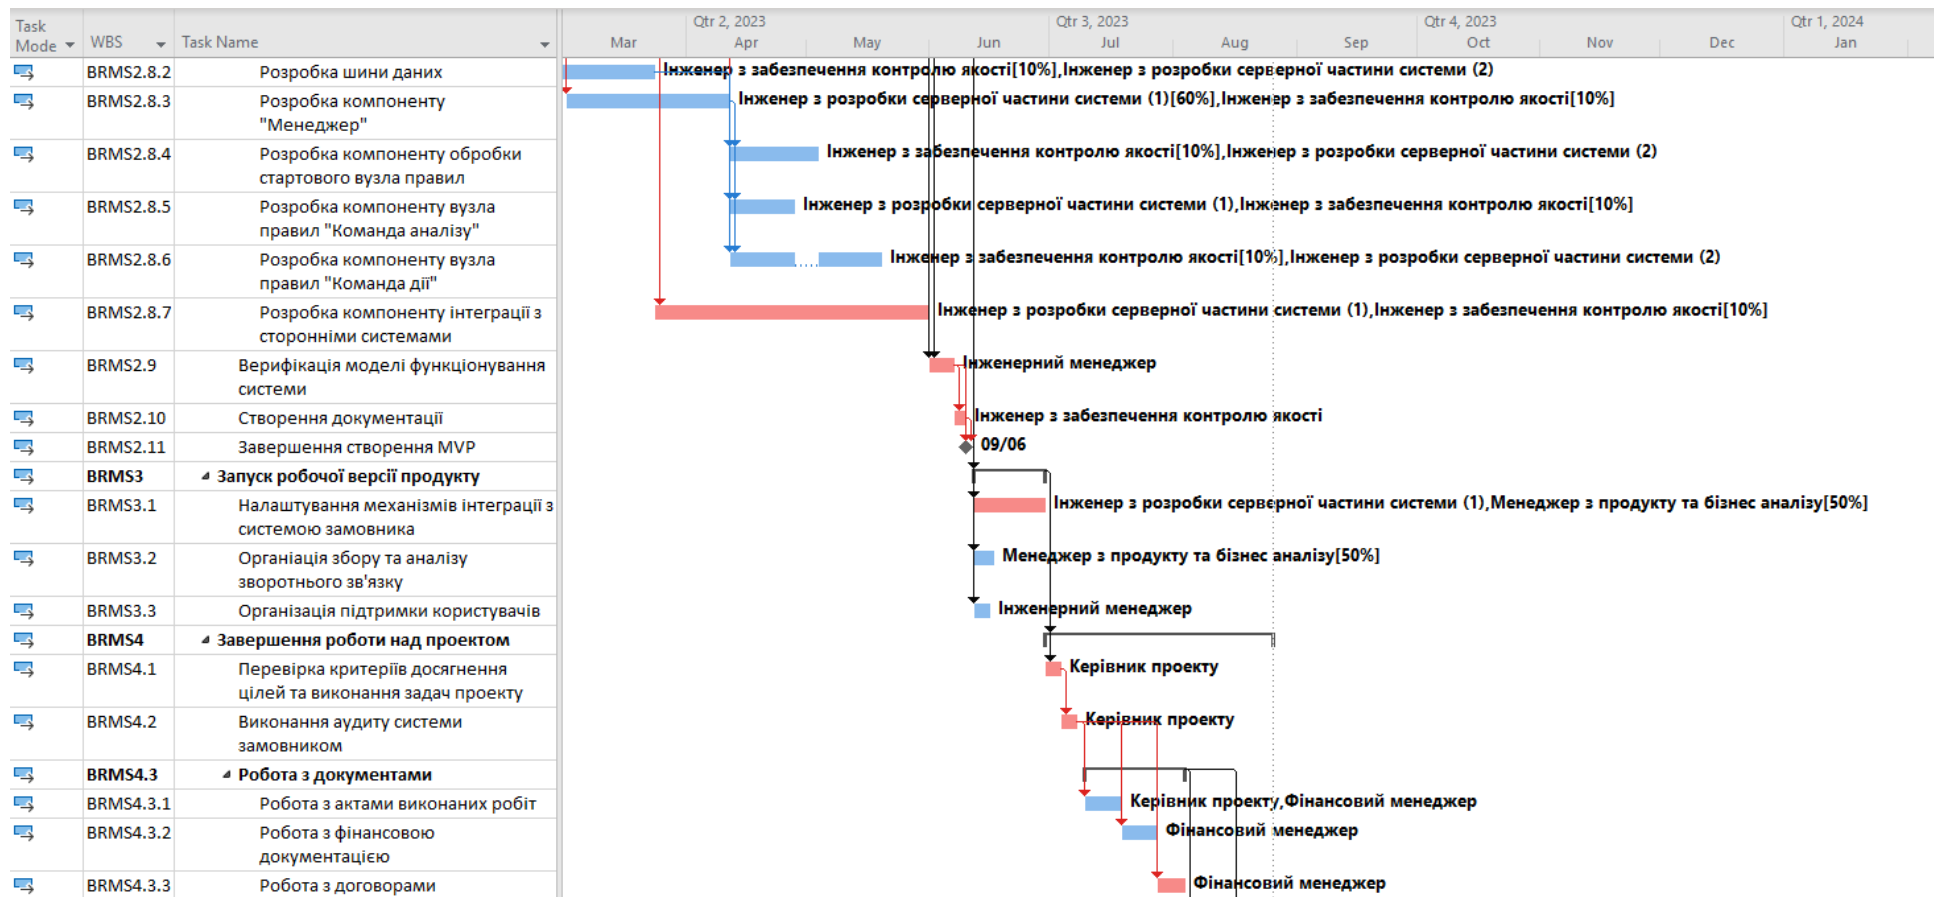 Task
Mode
WBS
Task Name
Qtr 2, 2023
Qtr 3, 2023
Qtr 4, 2023
Qtr 1, 2024
Mar
Apr
May
Jun
Jul
Aug
Sep
Oct
Nov
Dec
Jan
BRMS2.8.2
Розробка шини даних
Інженер з забезпечення контролю якості[10%],Інженер з розробки серверної частини системи (2)
BRMS2.8.3
Розробка компоненту
"Менеджер"
Інженер з розробки серверної частини системи (1)[60%],Інженер з забезпечення контролю якості[10%]
BRMS2.8.4
Розробка компоненту обробки
стартового вузла правил
Інженер з забезпечення контролю якості[10%],Інженер з розробки серверної частини системи (2)
BRMS2.8.5
Розробка компоненту вузла
правил "Команда аналізу"
Інженер з розробки серверної частини системи (1),Інженер з забезпечення контролю якості[10%]
BRMS2.8.6
Розробка компоненту вузла
правил "Команда дії"
Інженер з забезпечення контролю якості[10%],Інженер з розробки серверної частини системи (2)
BRMS2.8.7
Розробка компоненту інтеграції з
сторонніми системами
Інженер з розробки серверної частини системи (1),Інженер з забезпечення контролю якості[10%]
BRMS2.9
Верифікація моделі функціонування
системи
Інженерний менеджер
BRMS2.10
Створення документації
Інженер з забезпечення контролю якості
BRMS2.11
Завершення створення MVP
09/06
BRMS3
Запуск робочої версії продукту
BRMS3.1
Налаштування механізмів інтеграції з
системою замовника
Інженер з розробки серверної частини системи (1),Менеджер з продукту та бізнес аналізу[50%]
BRMS3.2
Органіація збору та аналізу
зворотнього зв'язку
Менеджер з продукту та бізнес аналізу[50%]
BRMS3.3
Організація підтримки користувачів
Інженерний менеджер
BRMS4
Завершення роботи над проектом
BRMS4.1
Перевірка критеріїв досягнення
цілей та виконання задач проекту
Керівник проекту
BRMS4.2
Виконання аудиту системи
замовником
Керівник проекту
BRMS4.3
Робота з документами
BRMS4.3.1
Робота з актами виконаних робіт
Керівник проекту,Фінансовий менеджер
BRMS4.3.2
Робота з фінансовою
документацією
Фінансовий менеджер
BRMS4.3.3
Робота з договорами
Фінансовий менеджер